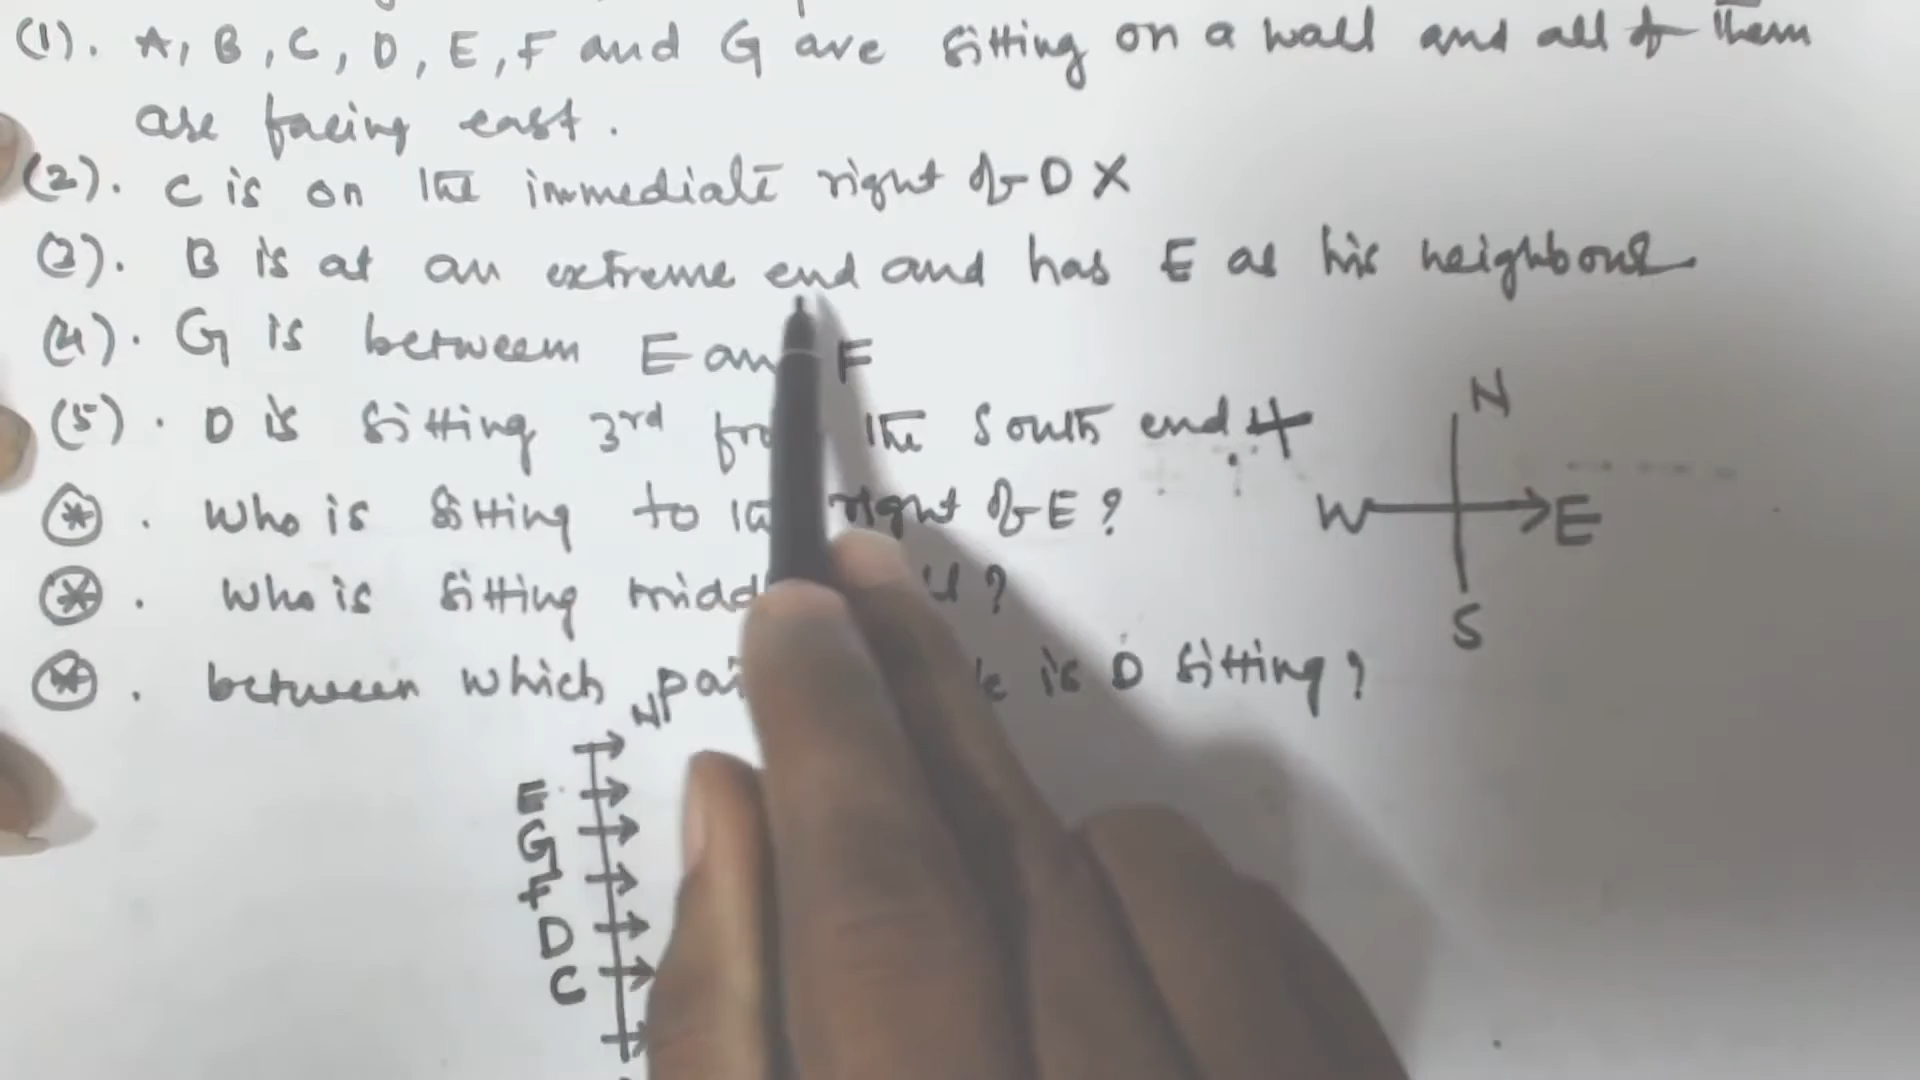 (1). A, B, C, D, E, F and G are sitting on a wall and all of them
are facing east.
(2). C is on the immediate right of D X
(3). B is at an extreme end and has E as his neighbour
(4). G is between E an F
(5). D is sitting 3rd the South end.
N
W E
S
(*). Who is sitting to right of E?
(*). Who is sitting ?
(*). between which is D sitting?
N
E
G
F
D
C